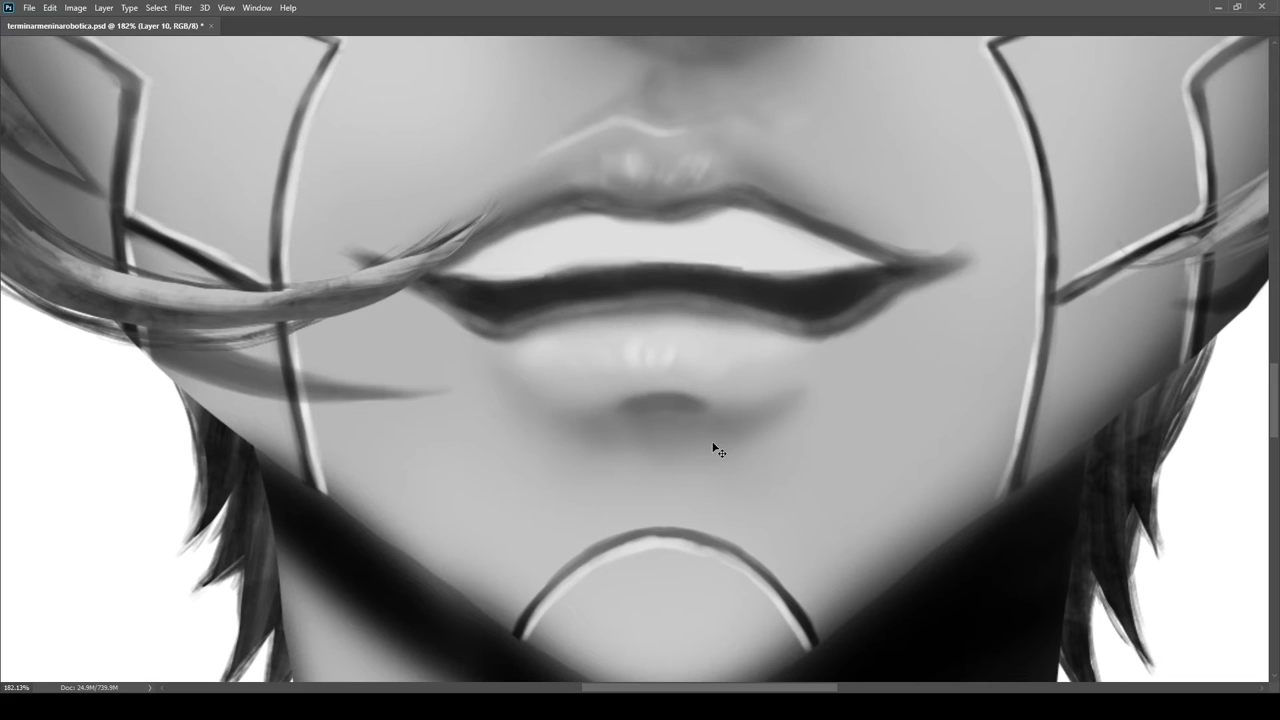 Ps File Edit Image Layer Type Select Filter 3D View Window Help
terminarmeninarobotica.psd @ 182% (Layer 10, RGB/8) *
182.13% Doc: 24.9M/739.9M